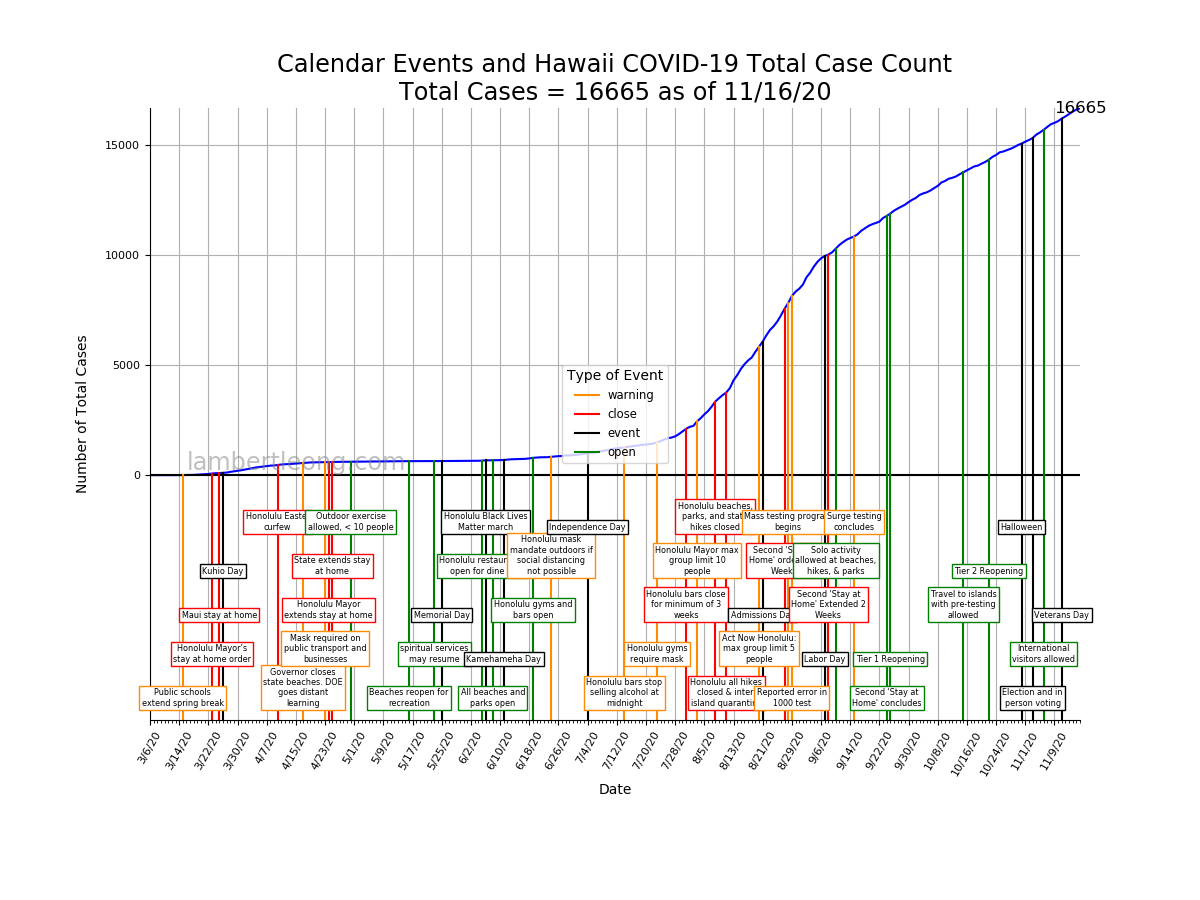 Calendar Events and Hawaii COVID-19 Total Case Count
Total Cases = 16665 as of 11/16/20
16665
15000
10000
5000
0
Number of Total Cases
Type of Event
warning
close
event
open
lambertleong.com
Honolulu Easte
curfew
Outdoor exercise
allowed, < 10 people
Honolulu Black Lives
Matter march
Independence Day
Honolulu beaches,
parks, and stat
hikes closed
Mass testing progra
begins
Surge testing
concludes
Halloween
Kuhio Day
State extends stay
at home
Honolulu restaur
open for dine
Honolulu mask
mandate outdoors if
social distancing
not possible
Honolulu Mayor max
group limit 10
people
Second 'S
Home' orde
Week
Solo activity
allowed at beaches,
hikes, & parks
Tier 2 Reopening
Maui stay at home
Honolulu Mayor
extends stay at home
Memorial Day
Honolulu gyms and
bars open
Honolulu bars close
for minimum of 3
weeks
Admissions Da
Second 'Stay at
Home' Extended 2
Weeks
Travel to islands
with pre-testing
allowed
Veterans Day
Honolulu Mayor's
stay at home order
Mask required on
public transport and
businesses
spiritual services
may resume
Kamehameha Day
Honolulu gyms
require mask
Act Now Honolulu:
max group limit 5
people
Labor Day
Tier 1 Reopening
International
visitors allowed
Public schools
extend spring break
Governor closes
state beaches. DOE
goes distant
learning
Beaches reopen for
recreation
All beaches and
parks open
Honolulu bars stop
selling alcohol at
midnight
Honolulu all hikes
closed & inter
island quarantin
Reported error in
1000 test
Second 'Stay at
Home' concludes
Election and in
person voting
3/6/20
3/14/20
3/22/20
3/30/20
4/7/20
4/15/20
4/23/20
5/1/20
5/9/20
5/17/20
5/25/20
6/2/20
6/10/20
6/18/20
6/26/20
7/4/20
7/12/20
7/20/20
7/28/20
8/5/20
8/13/20
8/21/20
8/29/20
9/6/20
9/14/20
9/22/20
9/30/20
10/8/20
10/16/20
10/24/20
11/1/20
11/9/20
Date